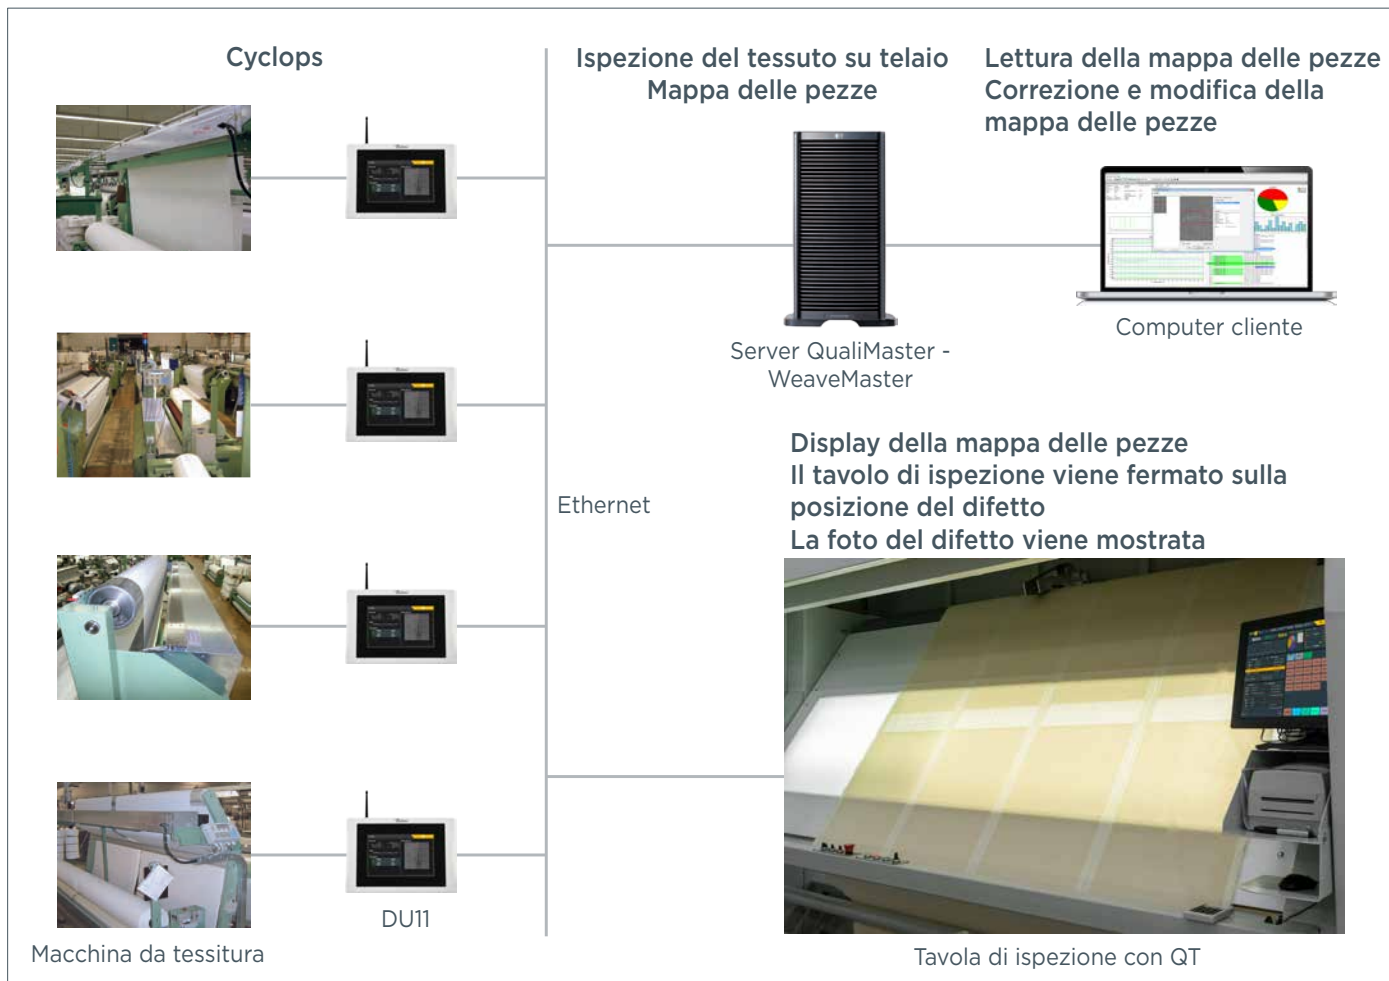 Cyclops
Ispezione del tessuto su telaio
Mappa delle pezze
Lettura della mappa delle pezze
Correzione e modifica della
mappa delle pezze
Computer cliente
Server QualiMaster -
WeaveMaster
Display della mappa delle pezze
Il tavolo di ispezione viene fermato sulla
posizione del difetto
La foto del difetto viene mostrata
Ethernet
DU11
Macchina da tessitura
Tavola di ispezione con QT